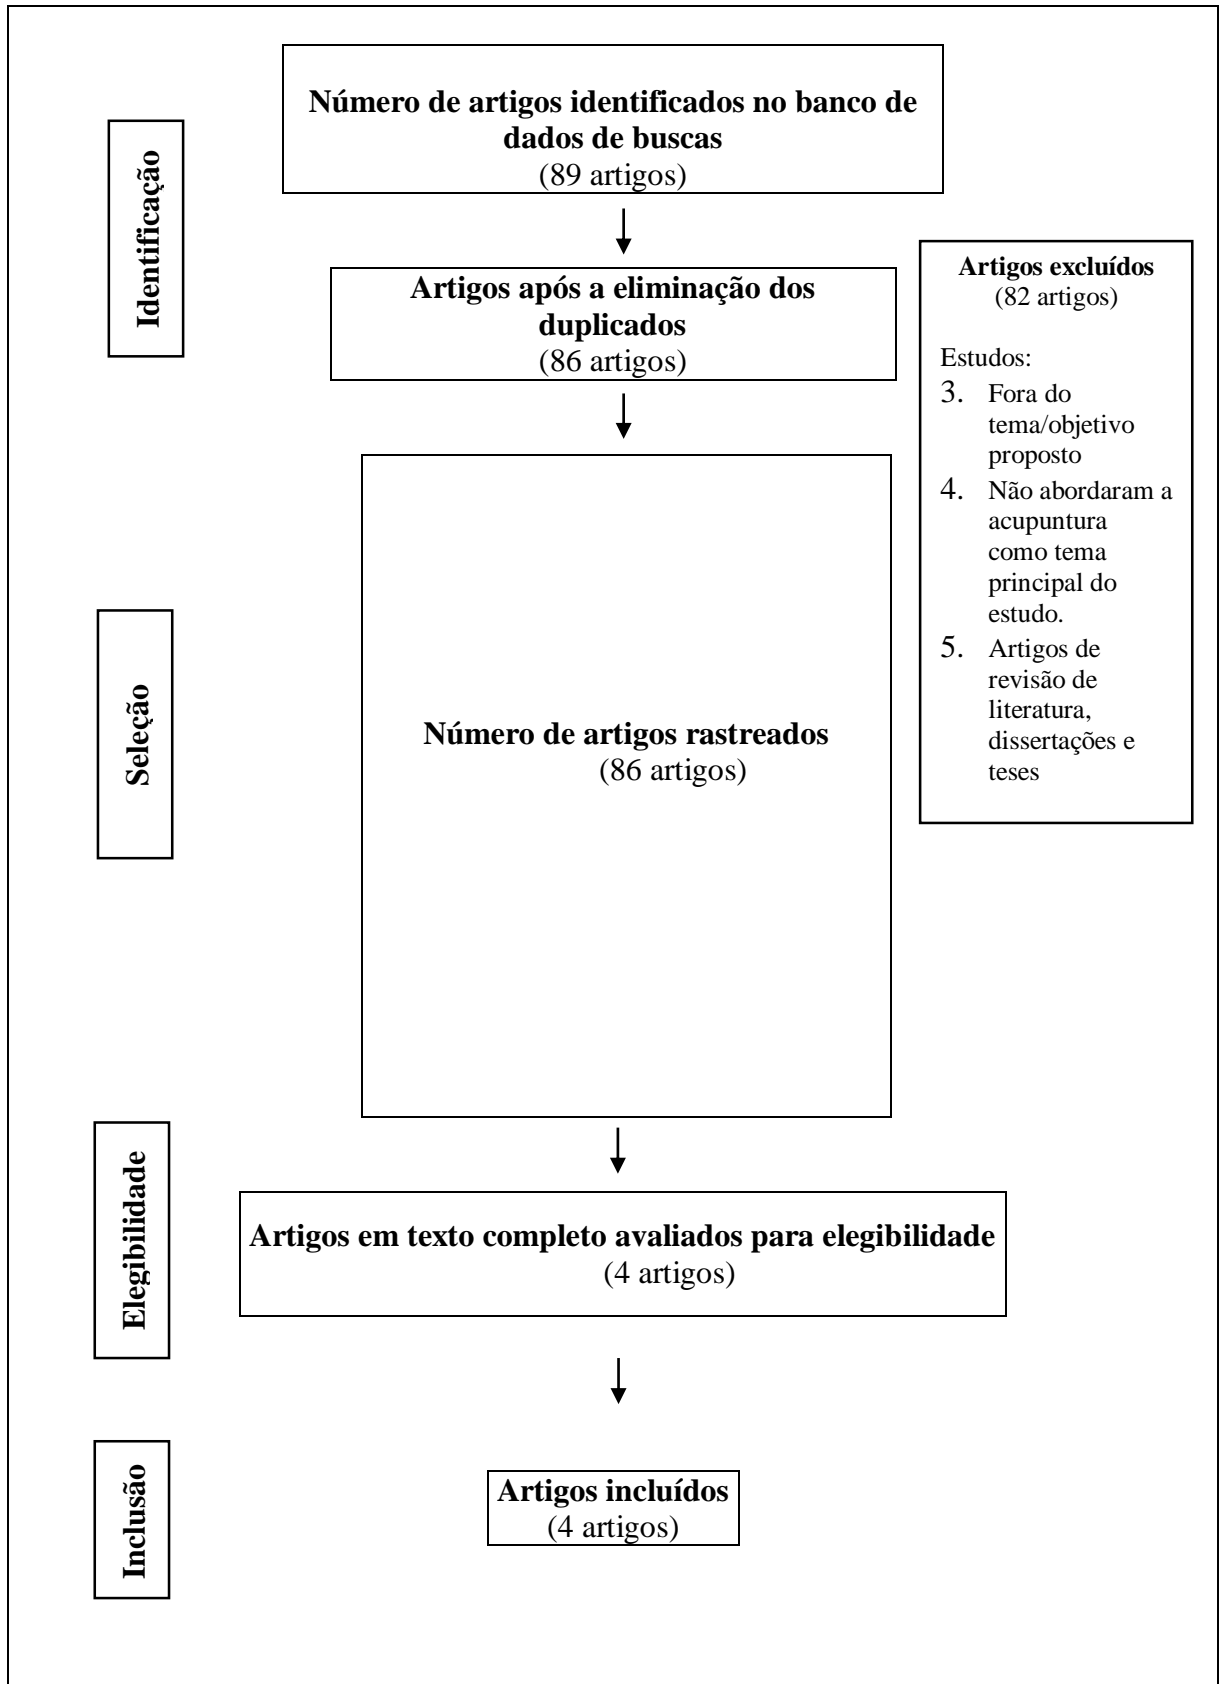 Identificação
Número de artigos identificados no banco de
dados de buscas
(89 artigos)
Artigos após a eliminação dos
duplicados
(86 artigos)
Artigos excluídos
(82 artigos)
Estudos:
3. Fora do
tema/objetivo
proposto
4. Não abordaram a
acupuntura
como tema
principal do
estudo.
5. Artigos de
revisão de
literatura,
dissertações e
teses
Seleção
Número de artigos rastreados
(86 artigos)
Elegibilidade
Artigos em texto completo avaliados para elegibilidade
(4 artigos)
Inclusão
Artigos incluídos
(4 artigos)